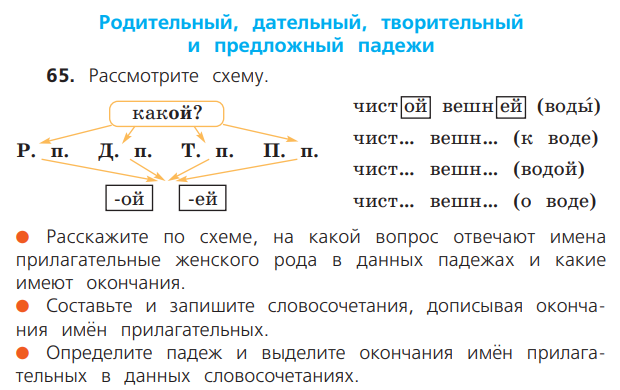 Родительный, дательный, творительный
и предложный падежи
65. Рассмотрите схему.
какой?
Р. п. Д. п. Т. п. П. п.
-ой -ей
чистой вешней (воды́)
чист... вешн... (к воде)
чист... вешн... (водой)
чист... вешн... (о воде)
● Расскажите по схеме, на какой вопрос отвечают имена
прилагательные женского рода в данных падежах и какие
имеют окончания.
● Составьте и запишите словосочетания, дописывая оконча-
ния имён прилагательных.
● Определите падеж и выделите окончания имён прилага-
тельных в данных словосочетаниях.